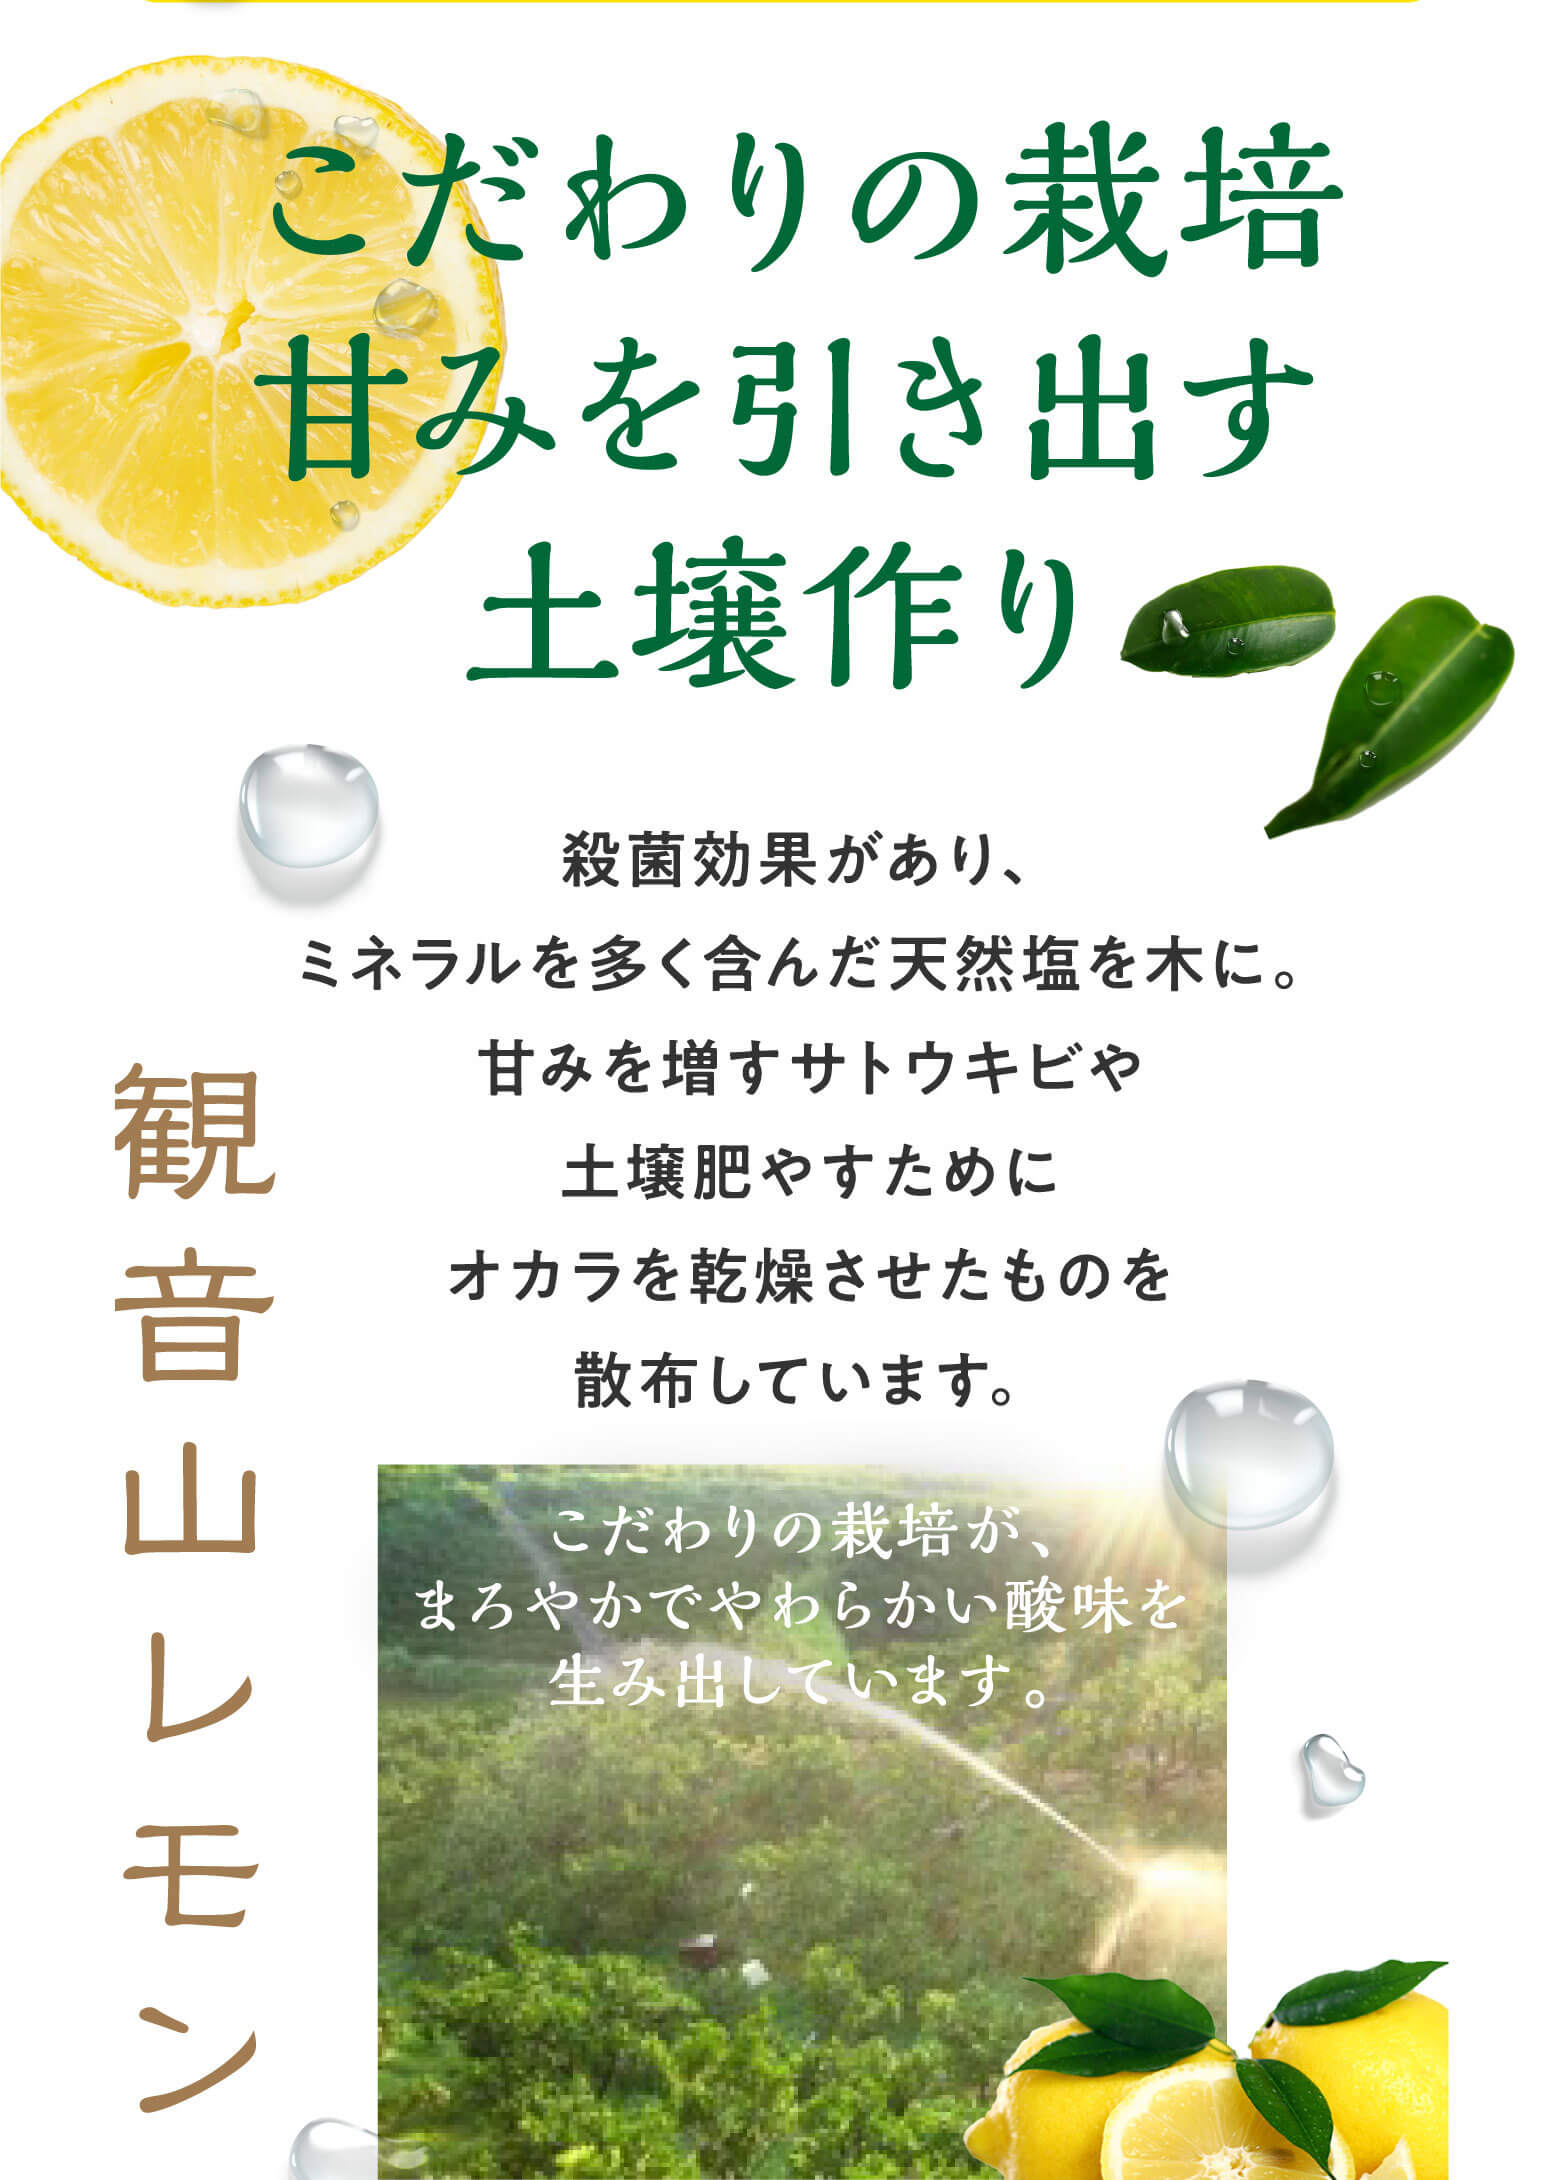 こだわりの栽培
甘みを引き出す
土壌作り
殺菌効果があり、
ミネラルを多く含んだ天然塩を木に。
甘みを増すサトウキビや
土壌肥やすために
オカラを乾燥させたものを
散布しています。
観音山レモン
こだわりの栽培が、
まろやかでやわらかい酸味を
生み出しています。